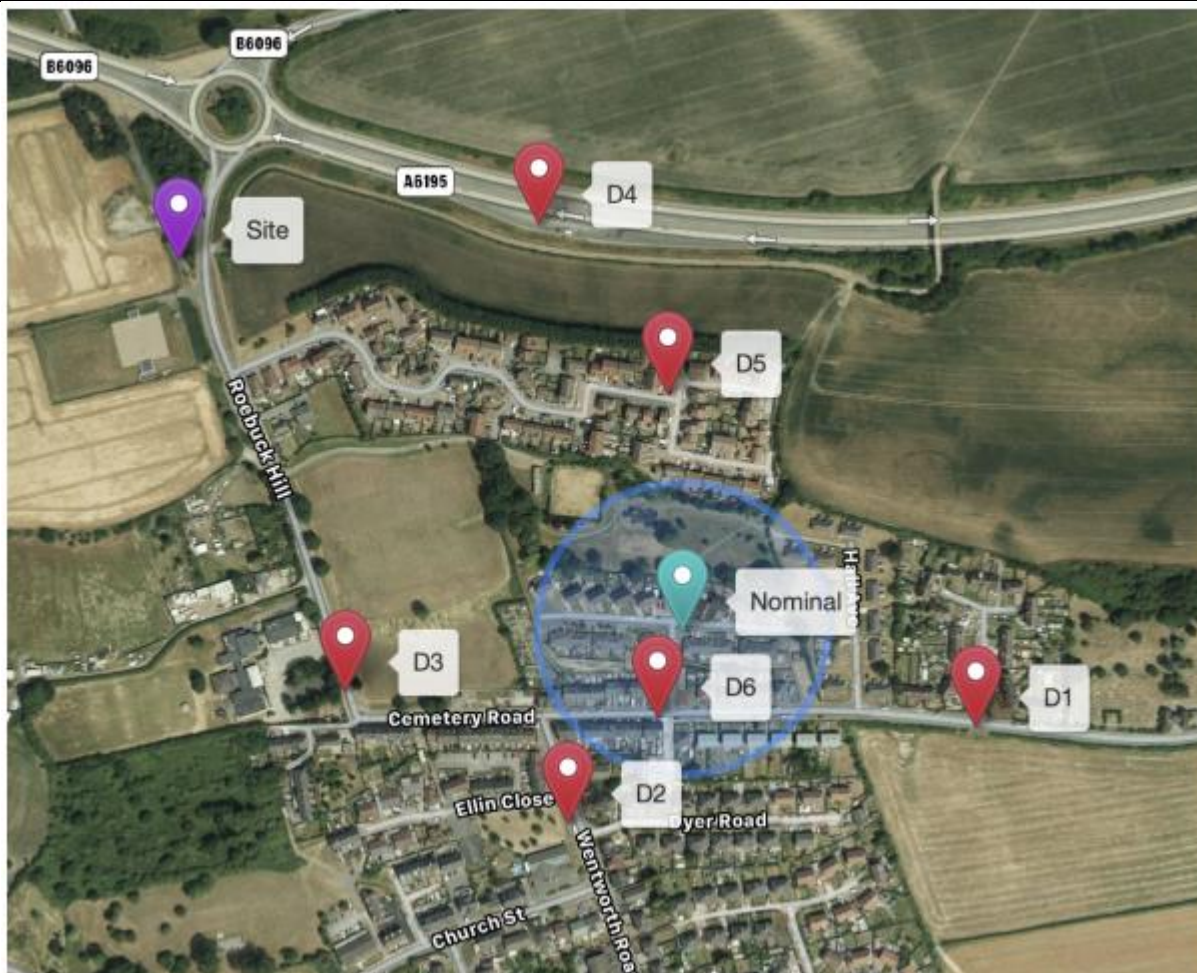 B6096
B6096
A6195
D4
Site
D5
Roebuck Hill
Nominal
D3
D6
D1
Cemetery Road
D2
Ellin Close
Dyer Road
Wentworth Roa
Church St